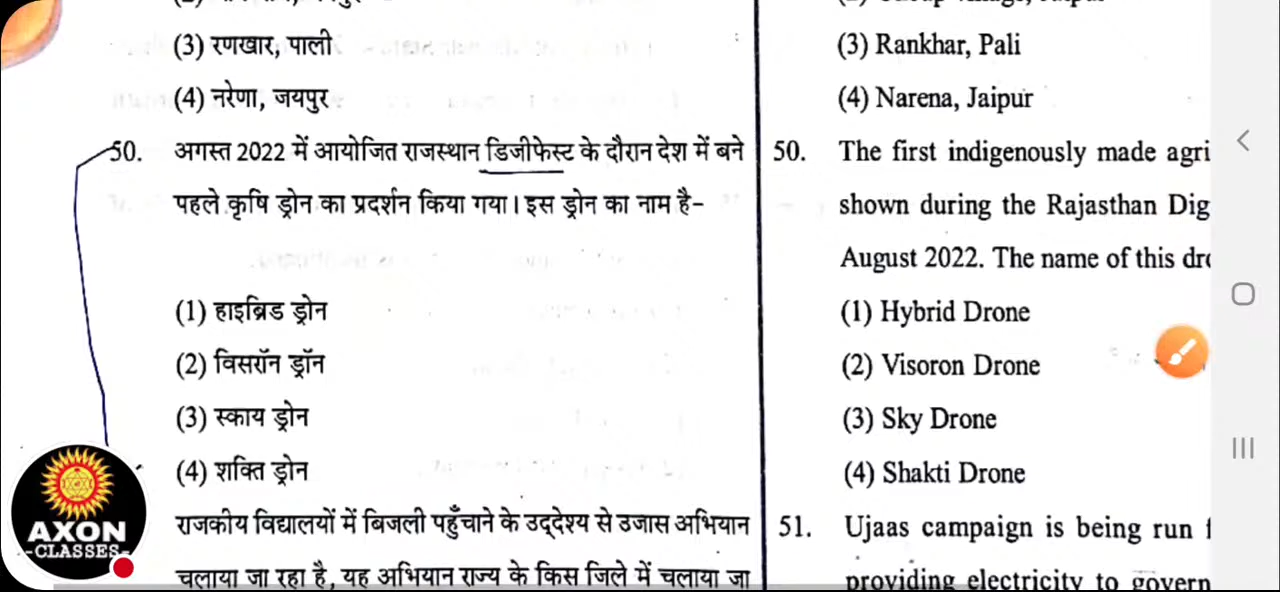 (3) रणखार, पाली
(4) नरेणा, जयपुर
50. अगस्त 2022 में आयोजित राजस्थान डिजीफेस्ट के दौरान देश में बने
पहले कृषि ड्रोन का प्रदर्शन किया गया। इस ड्रोन का नाम है-
(1) हाइब्रिड ड्रोन
(2) विसरॉन ड्रॉन
(3) स्काय ड्रोन
(4) शक्ति ड्रोन
राजकीय विद्यालयों में बिजली पहुँचाने के उद्देश्य से उजास अभियान
चलाया जा रहा है, यह अभियान राज्य के किस जिले में चलाया जा
(3) Rankhar, Pali
(4) Narena, Jaipur
50. The first indigenously made agri
shown during the Rajasthan Dig
August 2022. The name of this dr
(1) Hybrid Drone
(2) Visoron Drone
(3) Sky Drone
(4) Shakti Drone
51. Ujaas campaign is being run
providing electricity to govern
AXON
-CLASSES-